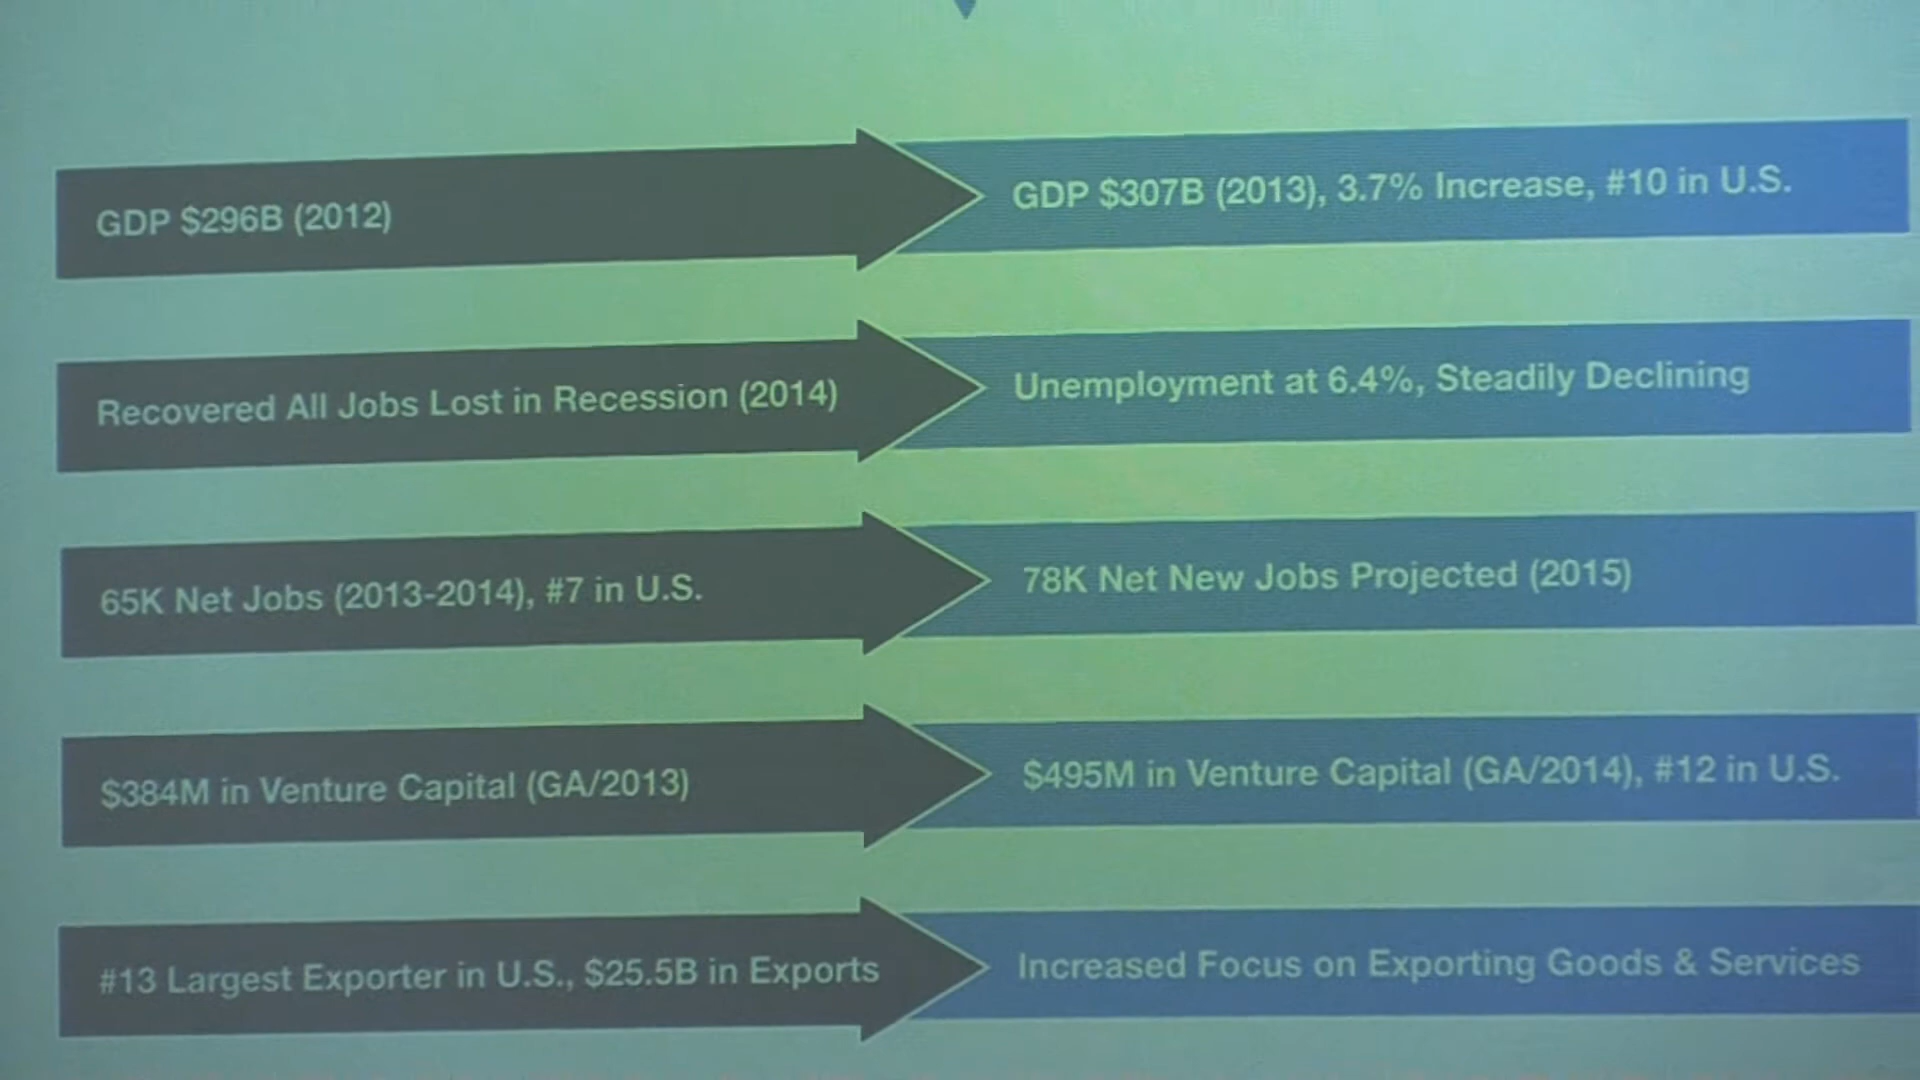 GDP $296B (2012)
GDP $307B (2013), 3.7% Increase, #10 in U.S.
Recovered All Jobs Lost in Recession (2014)
Unemployment at 6.4%, Steadily Declining
65K Net Jobs (2013-2014), #7 in U.S.
78K Net New Jobs Projected (2015)
$384M in Venture Capital (GA/2013)
$495M in Venture Capital (GA/2014), #12 in U.S.
#13 Largest Exporter in U.S., $25.5B in Exports
Increased Focus on Exporting Goods & Services